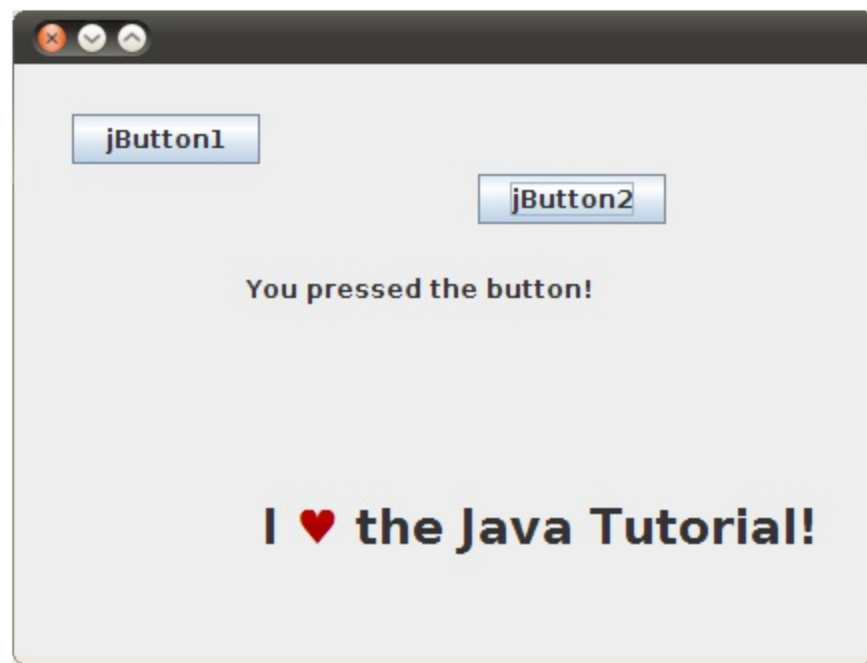 jButton1
jButton2
You pressed the button!
I ♥ the Java Tutorial!